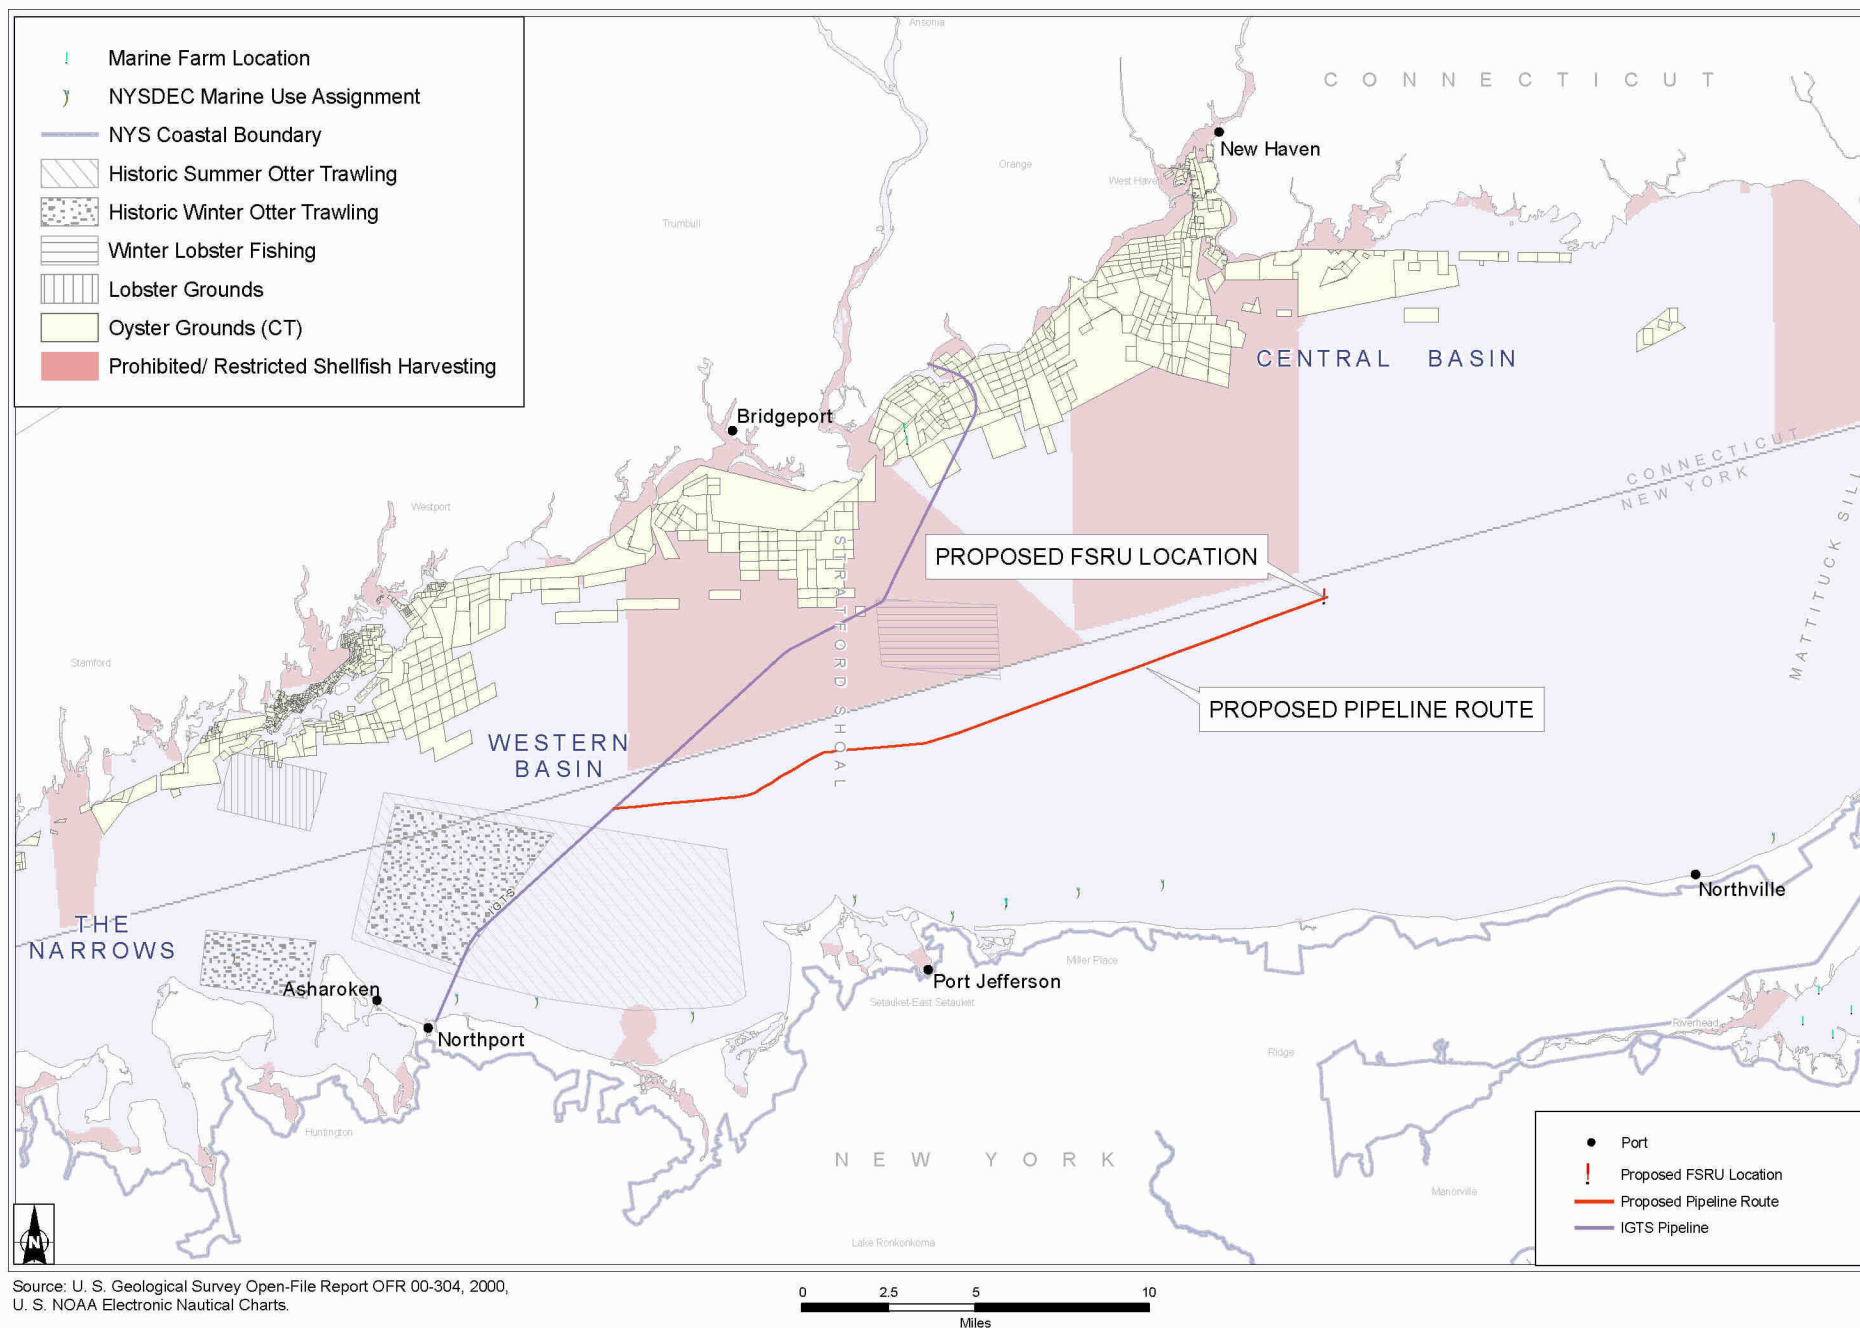 Marine Farm Location
NYSDEC Marine Use Assignment
NYS Coastal Boundary
Historic Summer Otter Trawling
Historic Winter Otter Trawling
Winter Lobster Fishing
Lobster Grounds
Oyster Grounds (CT)
Prohibited/ Restricted Shellfish Harvesting
Ansonia
CONNECTICUT
New Haven
Orange
West Haven
Trumbull
CENTRAL BASIN
Bridgeport
CONNECTICUT
NEW YORK
MATTITUCK SILL
Westport
STRATFORD SHOAL
PROPOSED FSRU LOCATION
Stamford
PROPOSED PIPELINE ROUTE
WESTERN
BASIN
IGTS
Northville
THE
NARROWS
Asharoken
Port Jefferson
Miller Place
Setauket-East Setauket
Northport
Riverhead
Ridge
Huntington
NEW YORK
Manorville
Lake Ronkonkoma
Port
Proposed FSRU Location
Proposed Pipeline Route
IGTS Pipeline
N
Source: U. S. Geological Survey Open-File Report OFR 00-304, 2000,
U. S. NOAA Electronic Nautical Charts.
0 2.5 5 10
Miles